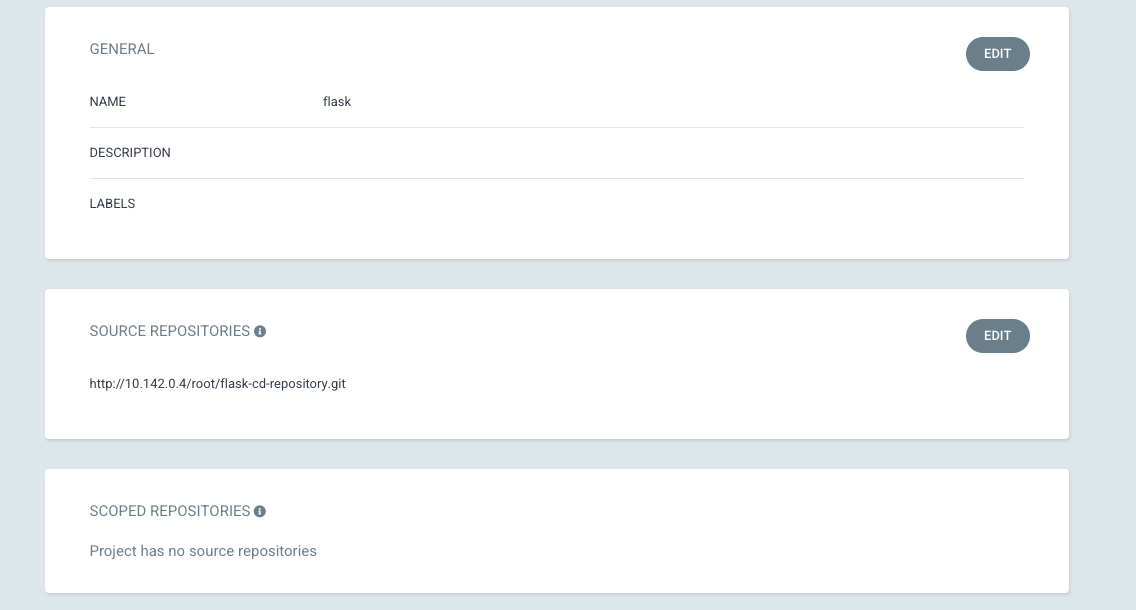 GENERAL
EDIT
NAME flask
DESCRIPTION
LABELS
SOURCE REPOSITORIES
EDIT
http://10.142.0.4/root/flask-cd-repository.git
SCOPED REPOSITORIES
Project has no source repositories